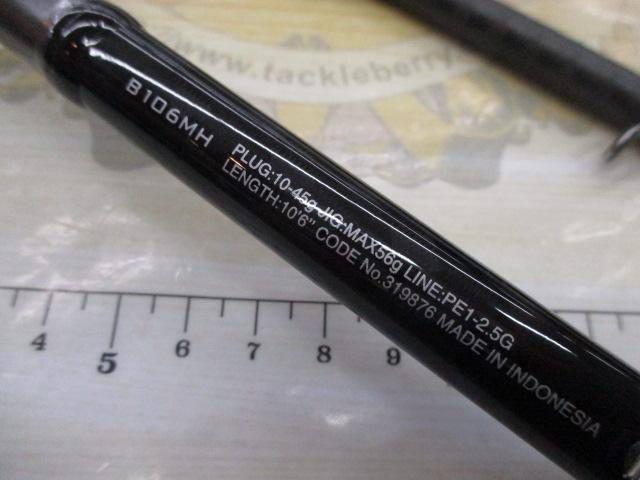 www.tackleberry
B106MH
PLUG:10-45g JIG:MAX56g LINE:PE1-2.5G
LENGTH:10'6" CODE No.319876 MADE IN INDONESIA
4 5 6 7 8 9